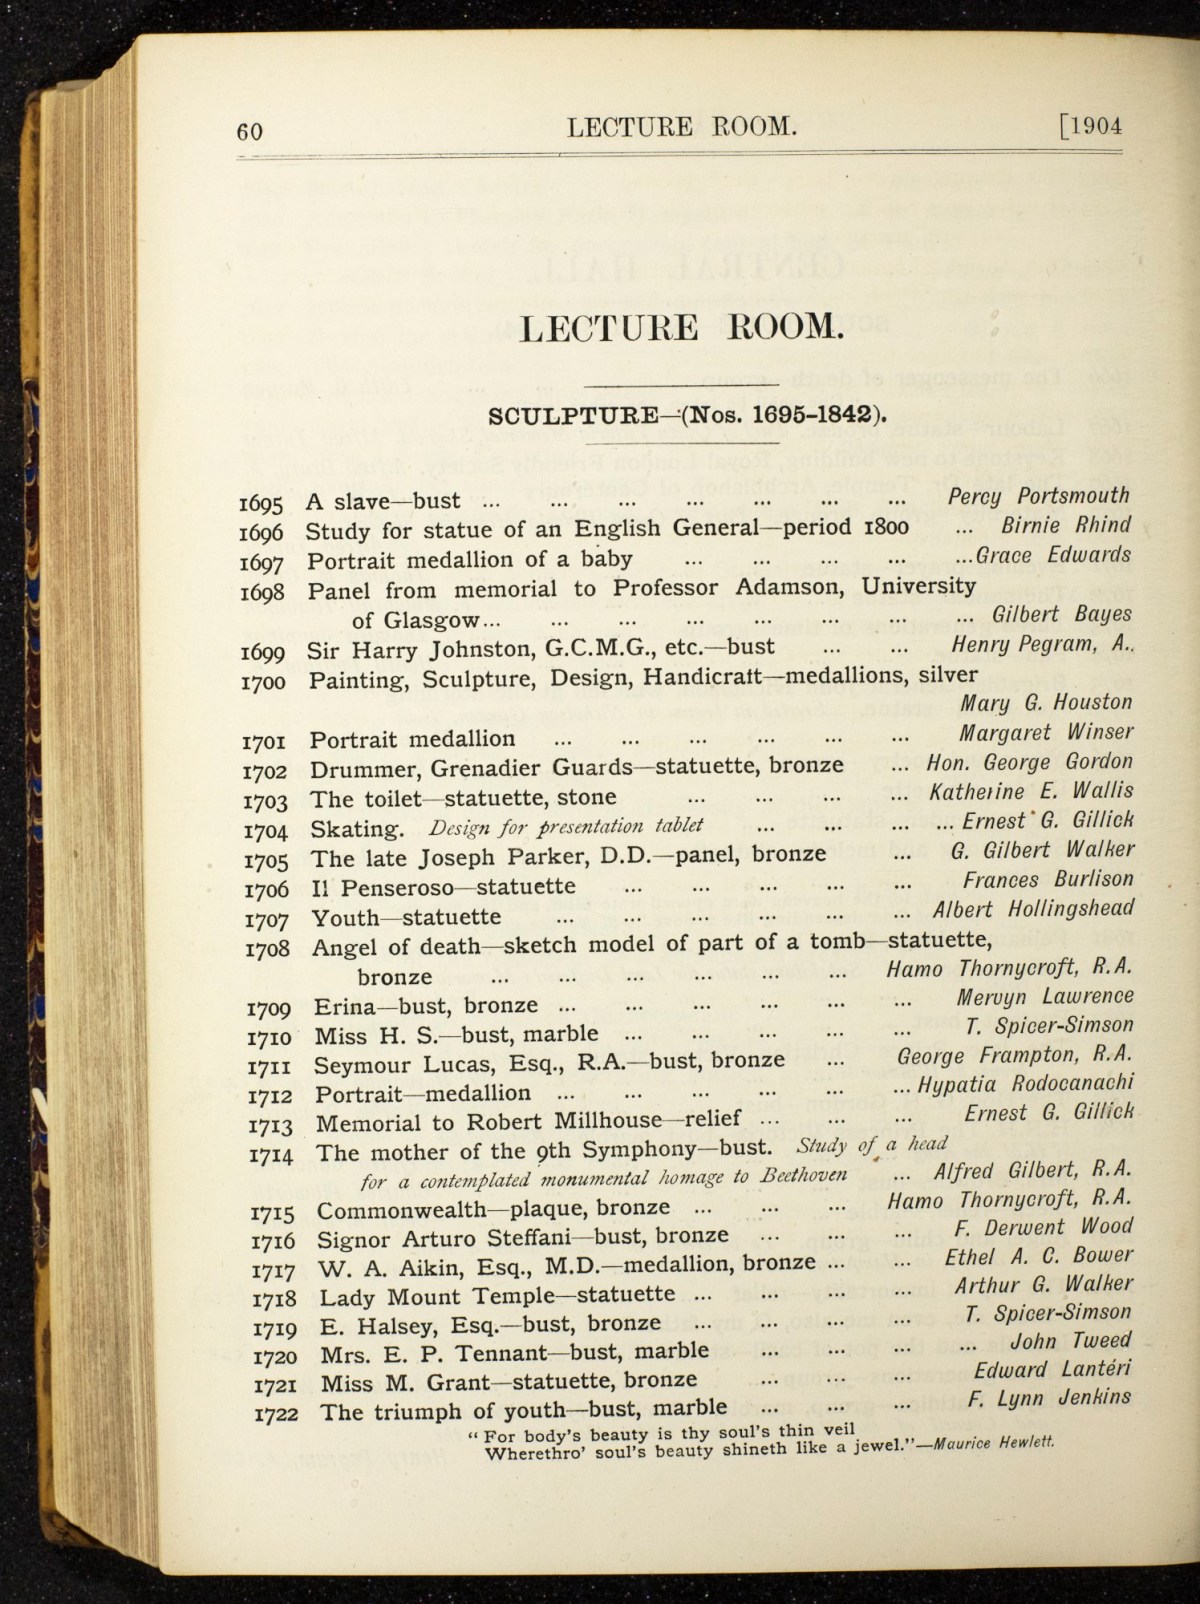 60 LECTURE ROOM. [1904
LECTURE ROOM.
SCULPTURE—(Nos. 1695-1842).
1695 A slave—bust ... ... ... ... ... ... ... Percy Portsmouth
1696 Study for statue of an English General—period 1800 ... Birnie Rhind
1697 Portrait medallion of a baby ... ... ... ... ...Grace Edwards
1698 Panel from memorial to Professor Adamson, University
of Glasgow... ... ... ... ... ... ... ... Gilbert Bayes
1699 Sir Harry Johnston, G.C.M.G., etc.—bust ... ... Henry Pegram, A.
1700 Painting, Sculpture, Design, Handicraft—medallions, silver
Mary G. Houston
1701 Portrait medallion ... ... ... ... ... ... Margaret Winser
1702 Drummer, Grenadier Guards—statuette, bronze ... Hon. George Gordon
1703 The toilet—statuette, stone ... ... ... ... Katherine E. Wallis
1704 Skating. Design for presentation tablet ... ... ... ... Ernest G. Gillick
1705 The late Joseph Parker, D.D.—panel, bronze ... G. Gilbert Walker
1706 Il Penseroso—statuette ... ... ... ... ... Frances Burlison
1707 Youth—statuette ... ... ... ... ... ... Albert Hollingshead
1708 Angel of death—sketch model of part of a tomb—statuette,
bronze ... ... ... ... ... ... Hamo Thornycroft, R.A.
1709 Erina—bust, bronze ... ... ... ... ... ... Mervyn Lawrence
1710 Miss H. S.—bust, marble ... ... ... ... ... T. Spicer-Simson
1711 Seymour Lucas, Esq., R.A.—bust, bronze ... George Frampton, R.A.
1712 Portrait—medallion ... ... ... ... ... ... Hypatia Rodocanachi
1713 Memorial to Robert Millhouse—relief ... ... ... Ernest G. Gillick
1714 The mother of the 9th Symphony—bust. Study of a head
for a contemplated monumental homage to Beethoven ... Alfred Gilbert, R.A.
1715 Commonwealth—plaque, bronze ... ... ... Hamo Thornycroft, R.A.
1716 Signor Arturo Steffani—bust, bronze ... ... ... F. Derwent Wood
1717 W. A. Aikin, Esq., M.D.—medallion, bronze ... ... Ethel A. C. Bower
1718 Lady Mount Temple—statuette ... ... ... ... Arthur G. Walker
1719 E. Halsey, Esq.—bust, bronze ... ... ... ... T. Spicer-Simson
1720 Mrs. E. P. Tennant—bust, marble ... ... ... ... John Tweed
1721 Miss M. Grant—statuette, bronze ... ... ... Edward Lantéri
1722 The triumph of youth—bust, marble ... ... ... F. Lynn Jenkins
“ For body’s beauty is thy soul’s thin veil
Wherethro’ soul’s beauty shineth like a jewel.”—Maurice Hewlett.